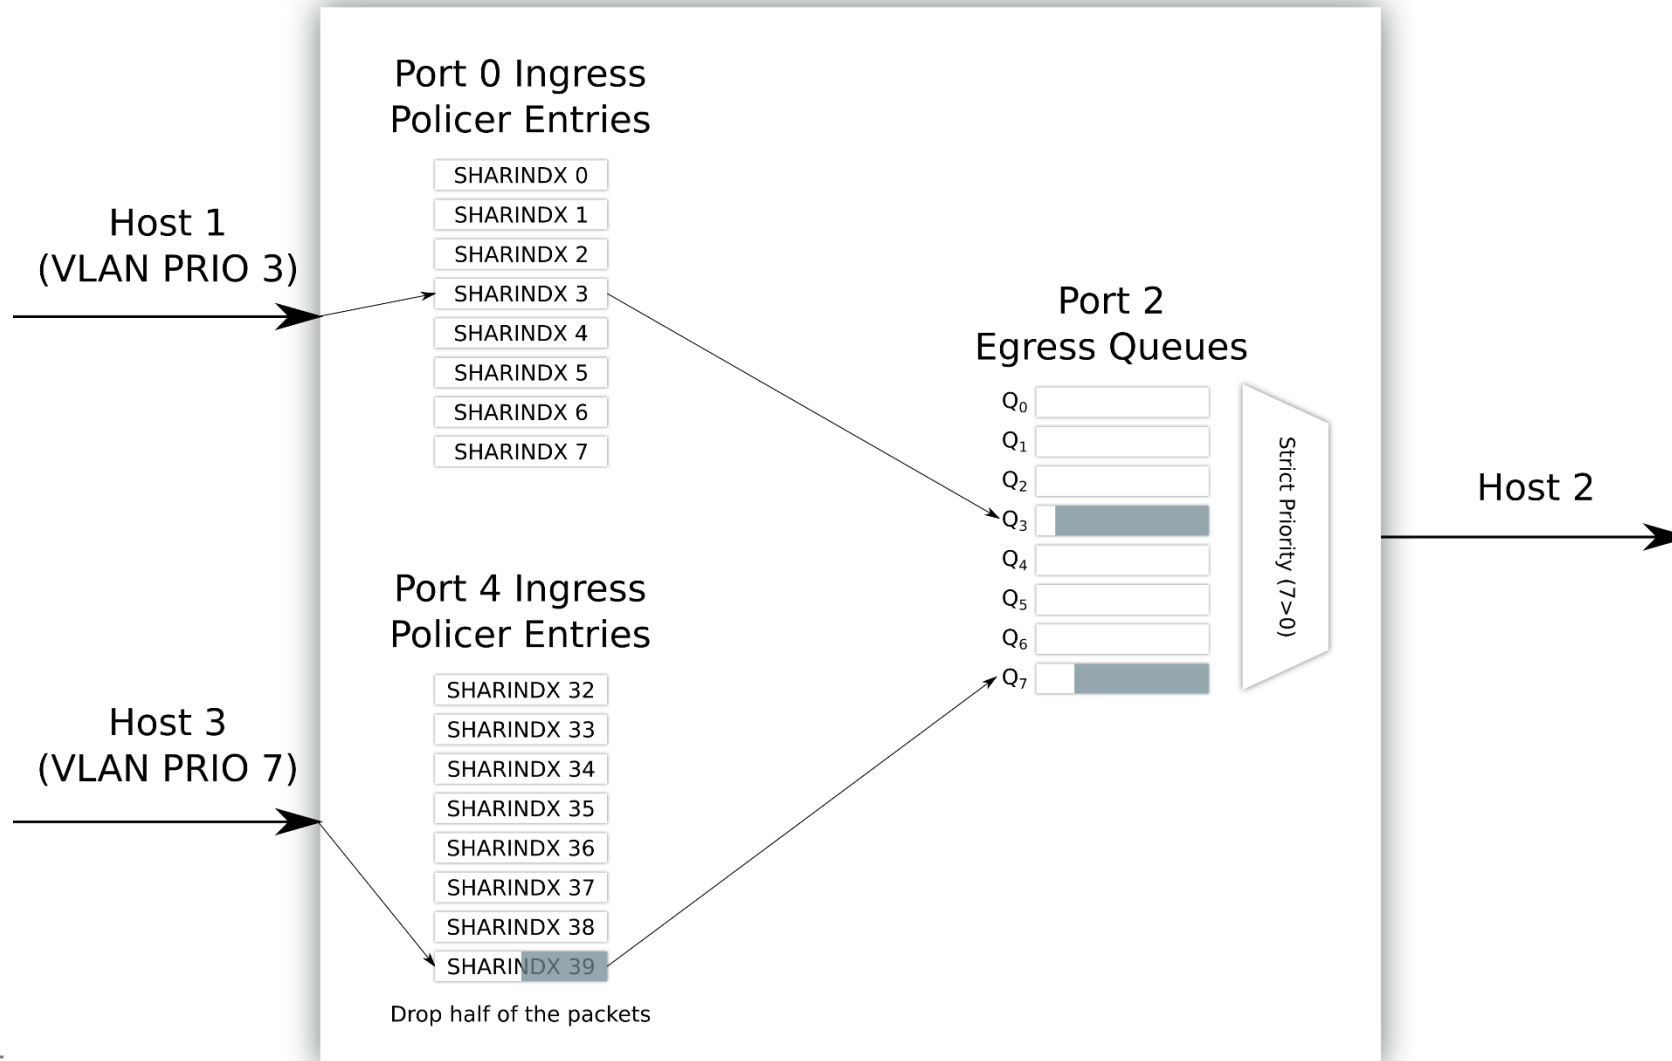 Port 0 Ingress
Policer Entries
SHARINDX 0
SHARINDX 1
SHARINDX 2
SHARINDX 3
SHARINDX 4
SHARINDX 5
SHARINDX 6
SHARINDX 7
Host 1
(VLAN PRIO 3)
Port 4 Ingress
Policer Entries
SHARINDX 32
SHARINDX 33
SHARINDX 34
SHARINDX 35
SHARINDX 36
SHARINDX 37
SHARINDX 38
SHARINDX 39
Drop half of the packets
Host 3
(VLAN PRIO 7)
Port 2
Egress Queues
Q0
Q1
Q2
Q3
Q4
Q5
Q6
Q7
Strict Priority (7>0)
Host 2